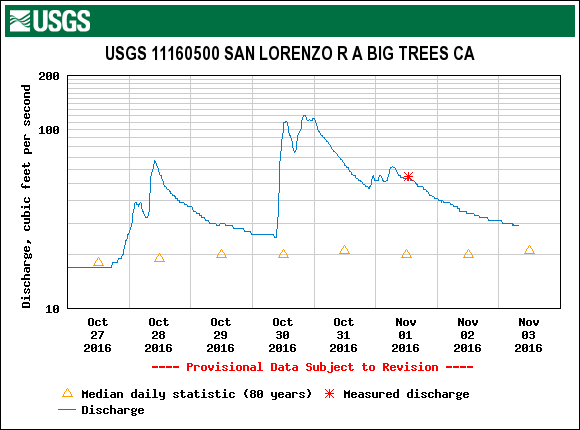 USGS
USGS 11160500 SAN LORENZO R A BIG TREES CA
Discharge, cubic feet per second
200
100
10
Oct 27 2016
Oct 28 2016
Oct 29 2016
Oct 30 2016
Oct 31 2016
Nov 01 2016
Nov 02 2016
Nov 03 2016
---- Provisional Data Subject to Revision ----
Median daily statistic (80 years)
Measured discharge
Discharge